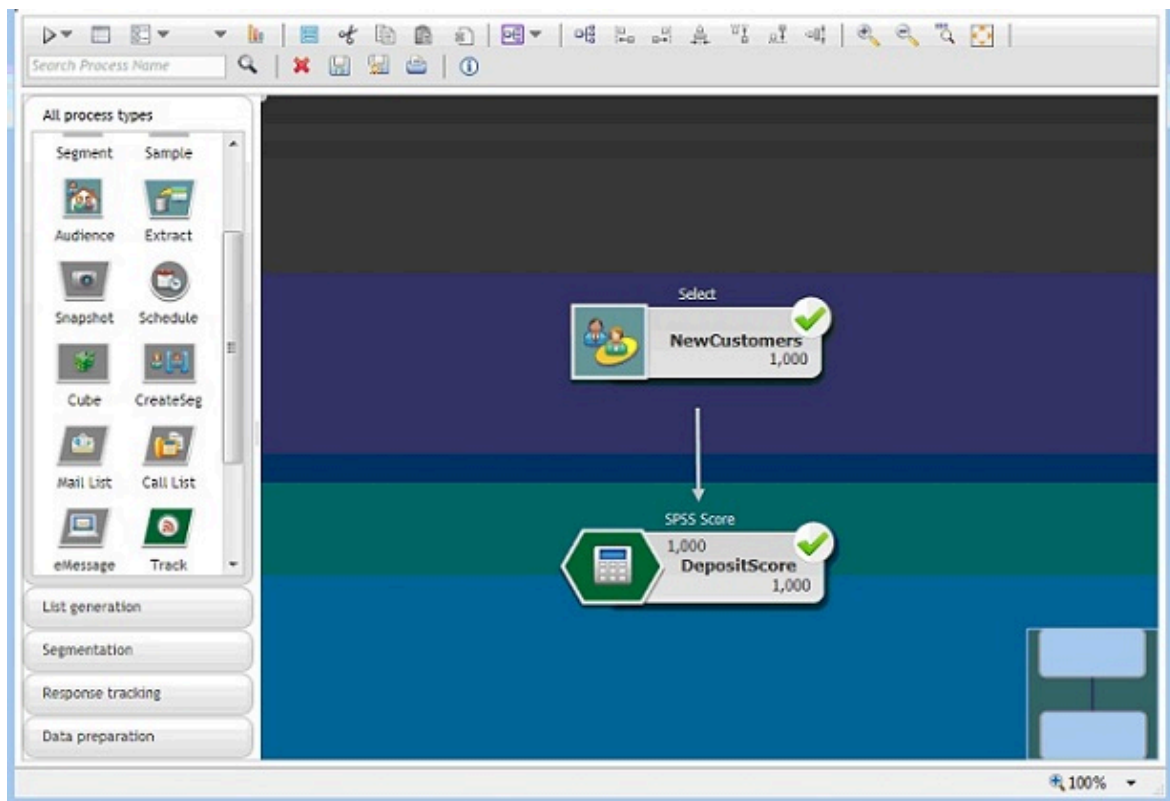 Search Process Name
All process types
Segment Sample
Audience Extract
Snapshot Schedule
Cube CreateSeg
Mail List Call List
eMessage Track
List generation
Segmentation
Response tracking
Data preparation
Select
NewCustomers
1,000
SPSS Score
1,000
DepositScore
1,000
100%